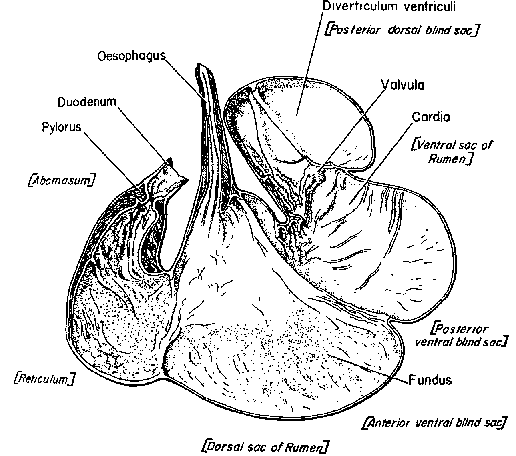 Diverticulum ventriculi
[Posterior dorsal blind sac]
Oesophagus
Valvula
Duodenum
Cardia
Pylorus
[Ventral sac of
Rumen]
[Abomasum]
[Posterior
ventral blind sac]
[Reticulum]
Fundus
[Anterior ventral blind sac]
[Dorsal sac of Rumen]